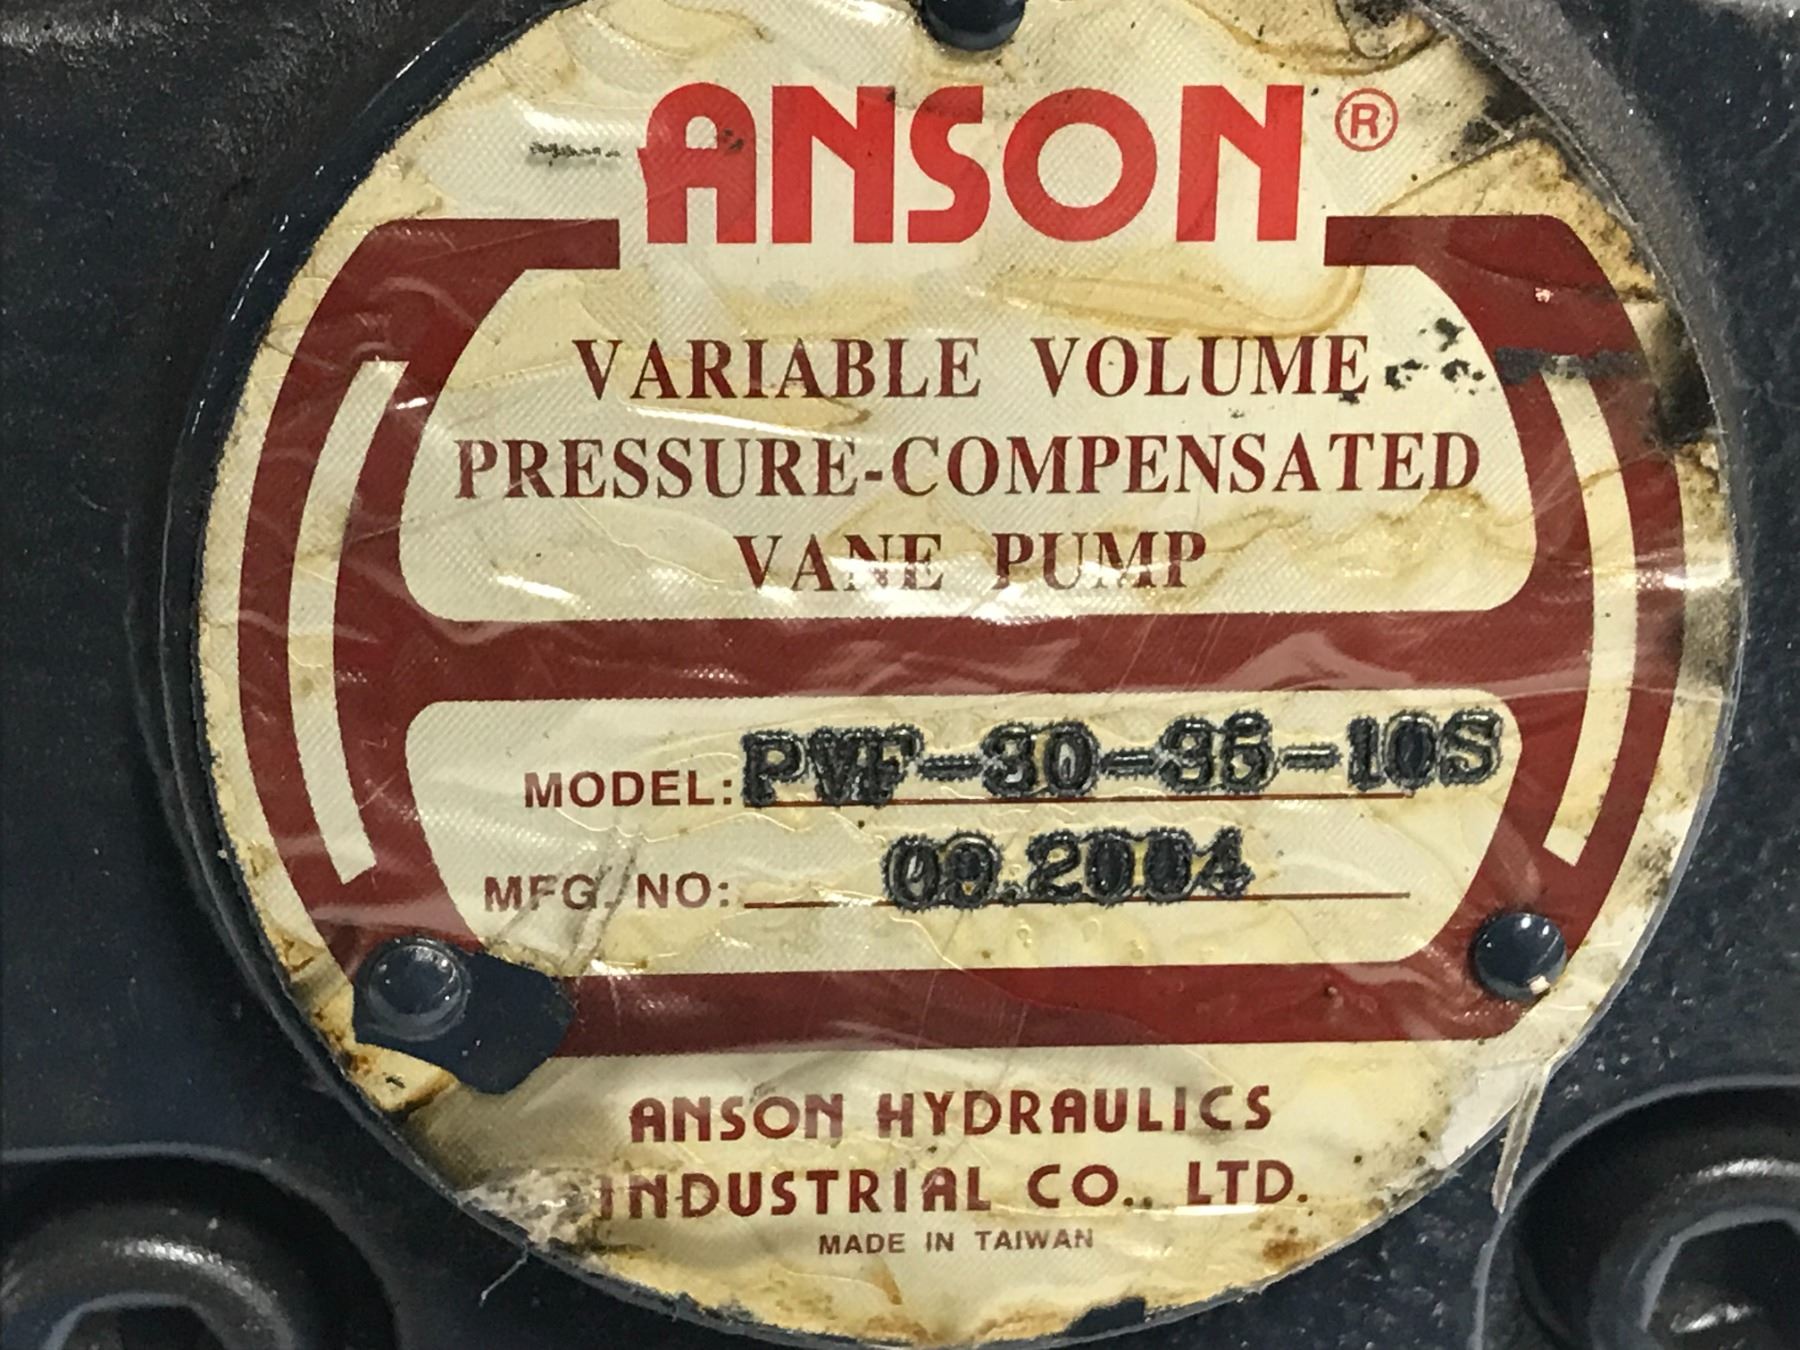 ANSON®
VARIABLE VOLUME
PRESSURE-COMPENSATED
VANE PUMP
MODEL: PVF-30-35-10S
MFG. NO: 09.2004
ANSON HYDRAULICS
INDUSTRIAL CO., LTD.
MADE IN TAIWAN